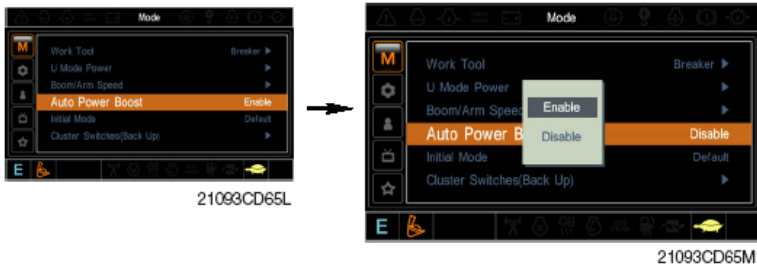 Mode
M
Work Tool Breaker
U Mode Power
Boom/Arm Speed
Auto Power Boost Enable
Initial Mode Default
Cluster Switches(Back Up)
E
21093CD65L
Mode
M
Work Tool Breaker
U Mode Power
Boom/Arm Speed
Enable
Auto Power B Disable
Disable
Initial Mode Default
Cluster Switches(Back Up)
E
21093CD65M